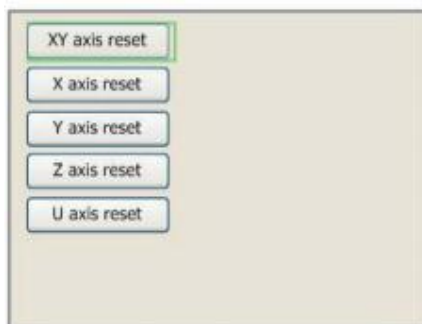 XY axis reset
X axis reset
Y axis reset
Z axis reset
U axis reset